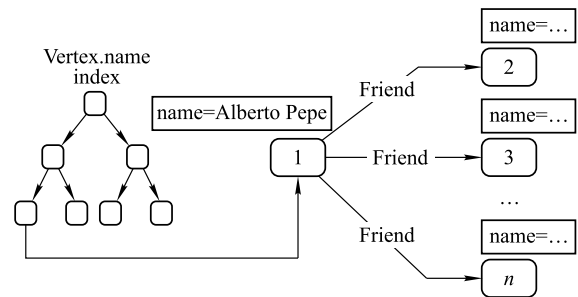 Vertex.name
index
name=Alberto Pepe
1
Friend
Friend
Friend
name=…
2
name=…
3
…
name=…
n